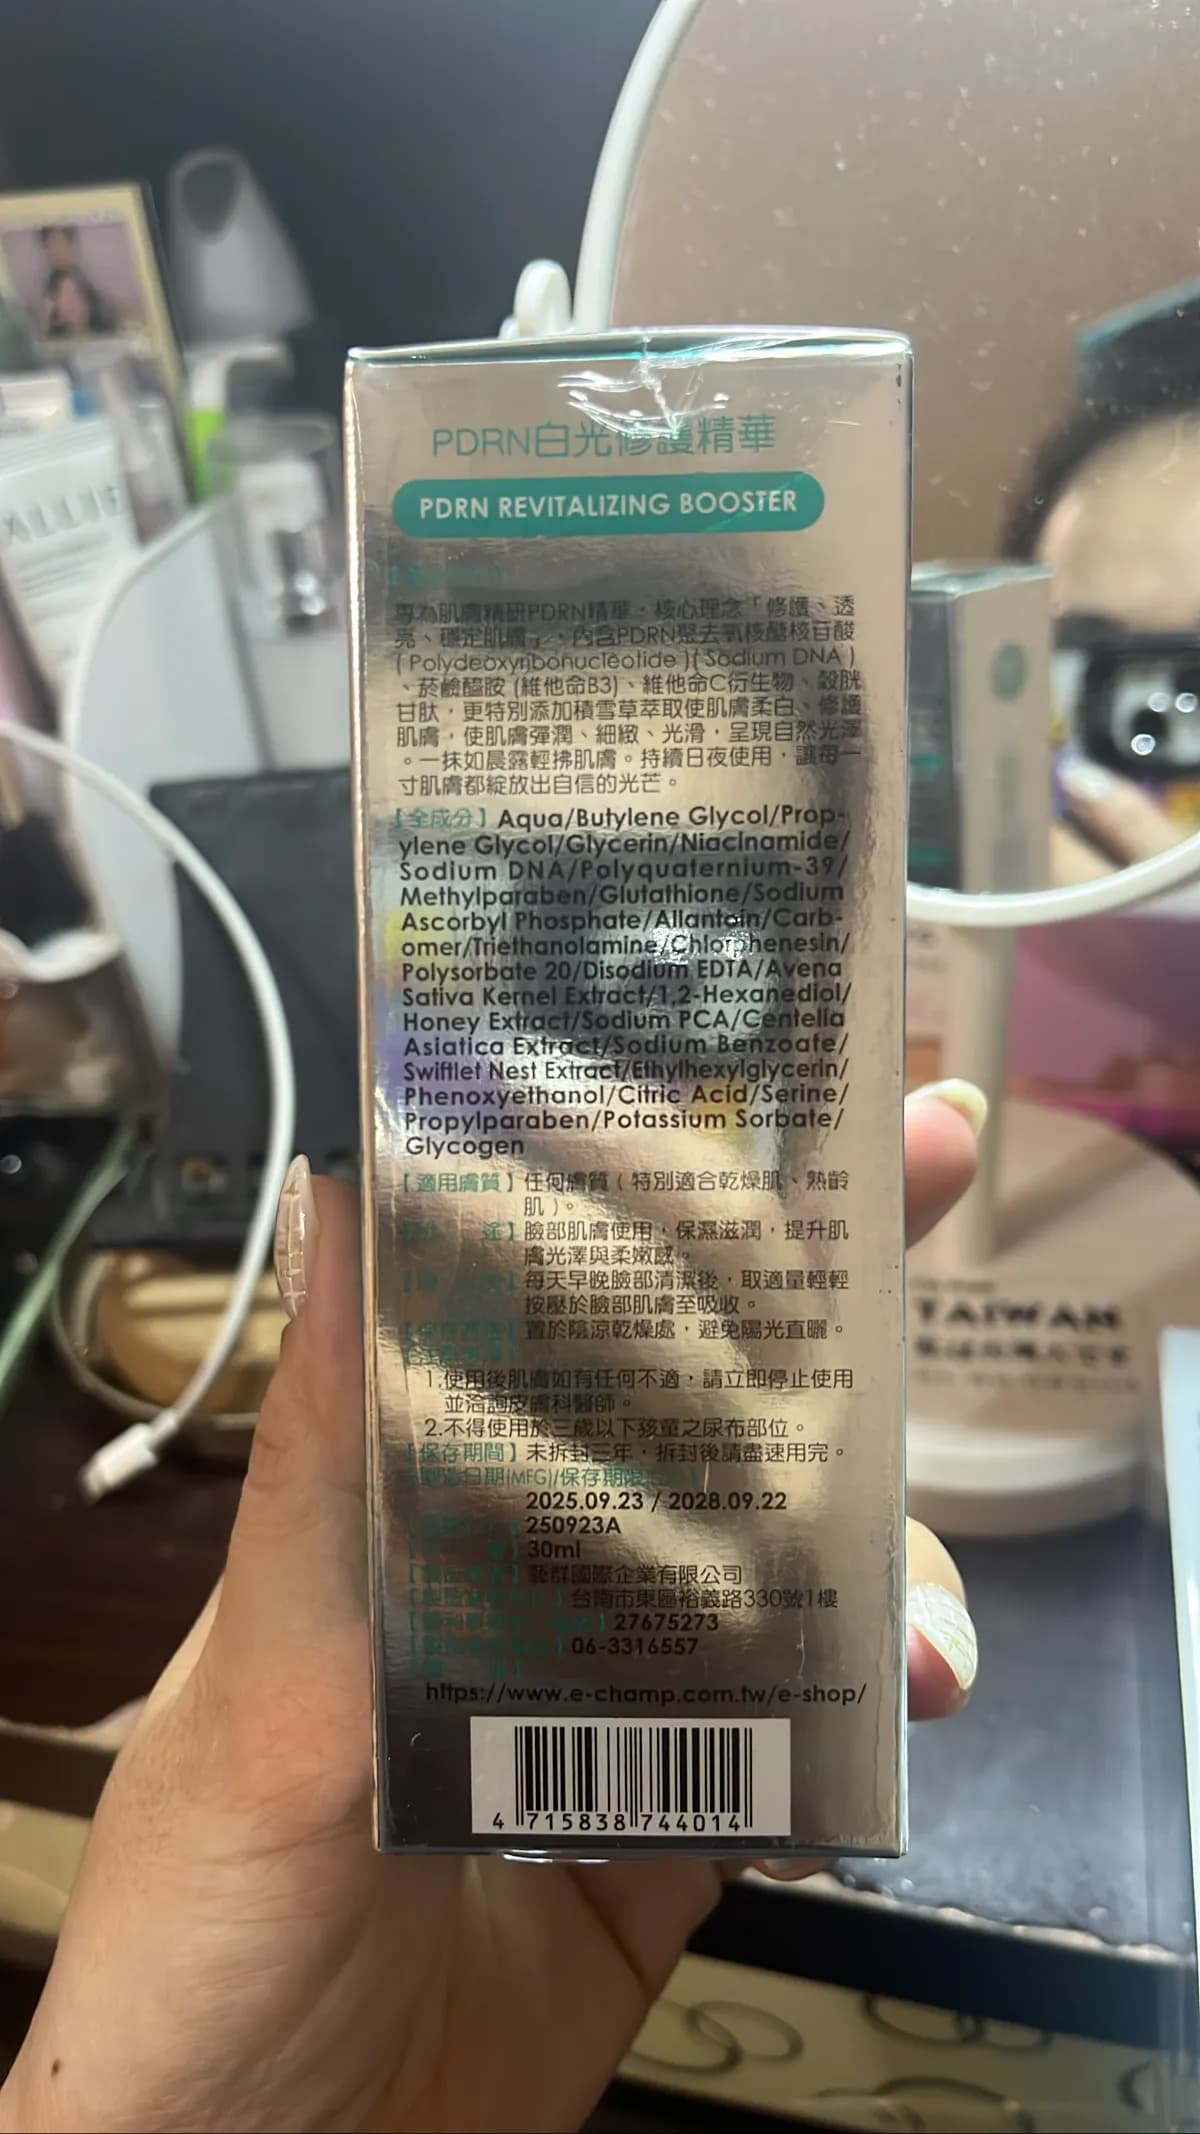 PDRN白光修護精華
PDRN REVITALIZING BOOSTER
專為肌膚精研PDRN精華，核心理念「修護、透
亮、穩定肌膚」，內含PDRN聚去氧核醣核苷酸
(Polydeoxyribonucleotide)(Sodium DNA)
、菸鹼醯胺 (維他命B3)、維他命C衍生物、穀胱
甘肽，更特別添加積雪草萃取使肌膚柔白、修護
肌膚，使肌膚彈潤、細緻、光滑，呈現自然光澤
。一抹如晨露輕拂肌膚。持續日夜使用，讓每一
寸肌膚都綻放出自信的光芒。
【全成分】Aqua/Butylene Glycol/Prop-
ylene Glycol/Glycerin/Niacinamide/
Sodium DNA/Polyquaternium-39/
Methylparaben/Glutathione/Sodium
Ascorbyl Phosphate/Allantoin/Carb-
omer/Triethanolamine/Chlorphenesin/
Polysorbate 20/Disodium EDTA/Avena
Sativa Kernel Extract/1,2-Hexanediol/
Honey Extract/Sodium PCA/Centella
Asiatica Extract/Sodium Benzoate/
Swiftlet Nest Extract/Ethylhexylglycerin/
Phenoxyethanol/Citric Acid/Serine/
Propylparaben/Potassium Sorbate/
Glycogen
【適用膚質】任何膚質（特別適合乾燥肌、熟齡
肌）。
途】臉部肌膚使用，保濕滋潤，提升肌
膚光澤與柔嫩感。
每天早晚臉部清潔後，取適量輕輕
按壓於臉部肌膚至吸收。
【保存方法】置於陰涼乾燥處，避免陽光直曬。
1.使用後肌膚如有任何不適，請立即停止使用
並洽詢皮膚科醫師。
2.不得使用於三歲以下孩童之尿布部位。
【保存期間】未拆封三年，拆封後請盡速用完。
製造日期(MFG)/保存期限
2025.09.23 / 2028.09.22
250923A
30ml
藝群國際企業有限公司
台南市東區裕義路330號1樓
27675273
06-3316557
https://www.e-champ.com.tw/e-shop/
4 715838 744014
ALLIE
TAIWAN